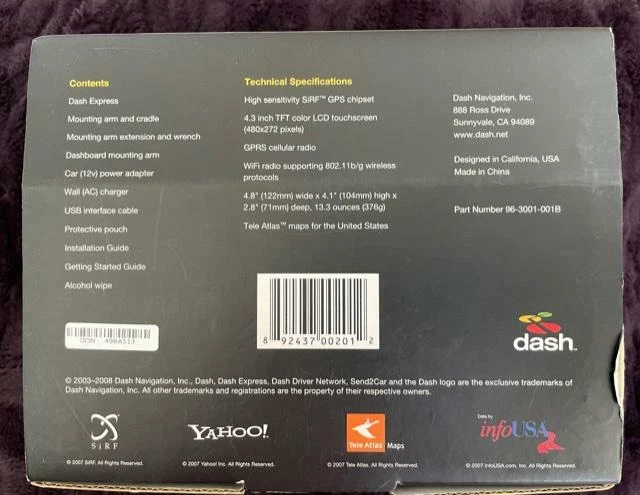 Contents
Dash Express
Mounting arm and cradle
Mounting arm extension and wrench
Dashboard mounting arm
Car (12v) power adapter
Wall (AC) charger
USB interface cable
Protective pouch
Installation Guide
Getting Started Guide
Alcohol wipe
Technical Specifications
High sensitivity SiRF™ GPS chipset
4.3 inch TFT color LCD touchscreen
(480x272 pixels)
GPRS cellular radio
WiFi radio supporting 802.11b/g wireless
protocols
4.8" (122mm) wide x 4.1" (104mm) high x
2.8" (71mm) deep, 13.3 ounces (376g)
Tele Atlas™ maps for the United States
Dash Navigation, Inc.
888 Ross Drive
Sunnyvale, CA 94089
www.dash.net
Designed in California, USA
Made in China
Part Number 96-3001-001B
8 92437 00201 2
dash
© 2003–2008 Dash Navigation, Inc., Dash, Dash Express, Dash Driver Network, Send2Car and the Dash logo are the exclusive trademarks of
Dash Navigation, Inc. All other trademarks and registrations are the property of their respective owners.
SiRF
© 2007 SiRF. All Rights Reserved.
YAHOO!
© 2007 Yahoo! Inc. All Rights Reserved.
Tele Atlas Maps
© 2007 Tele Atlas. All Rights Reserved.
Data by
infoUSA
© 2007 infoUSA.com, Inc. All Rights Reserved.